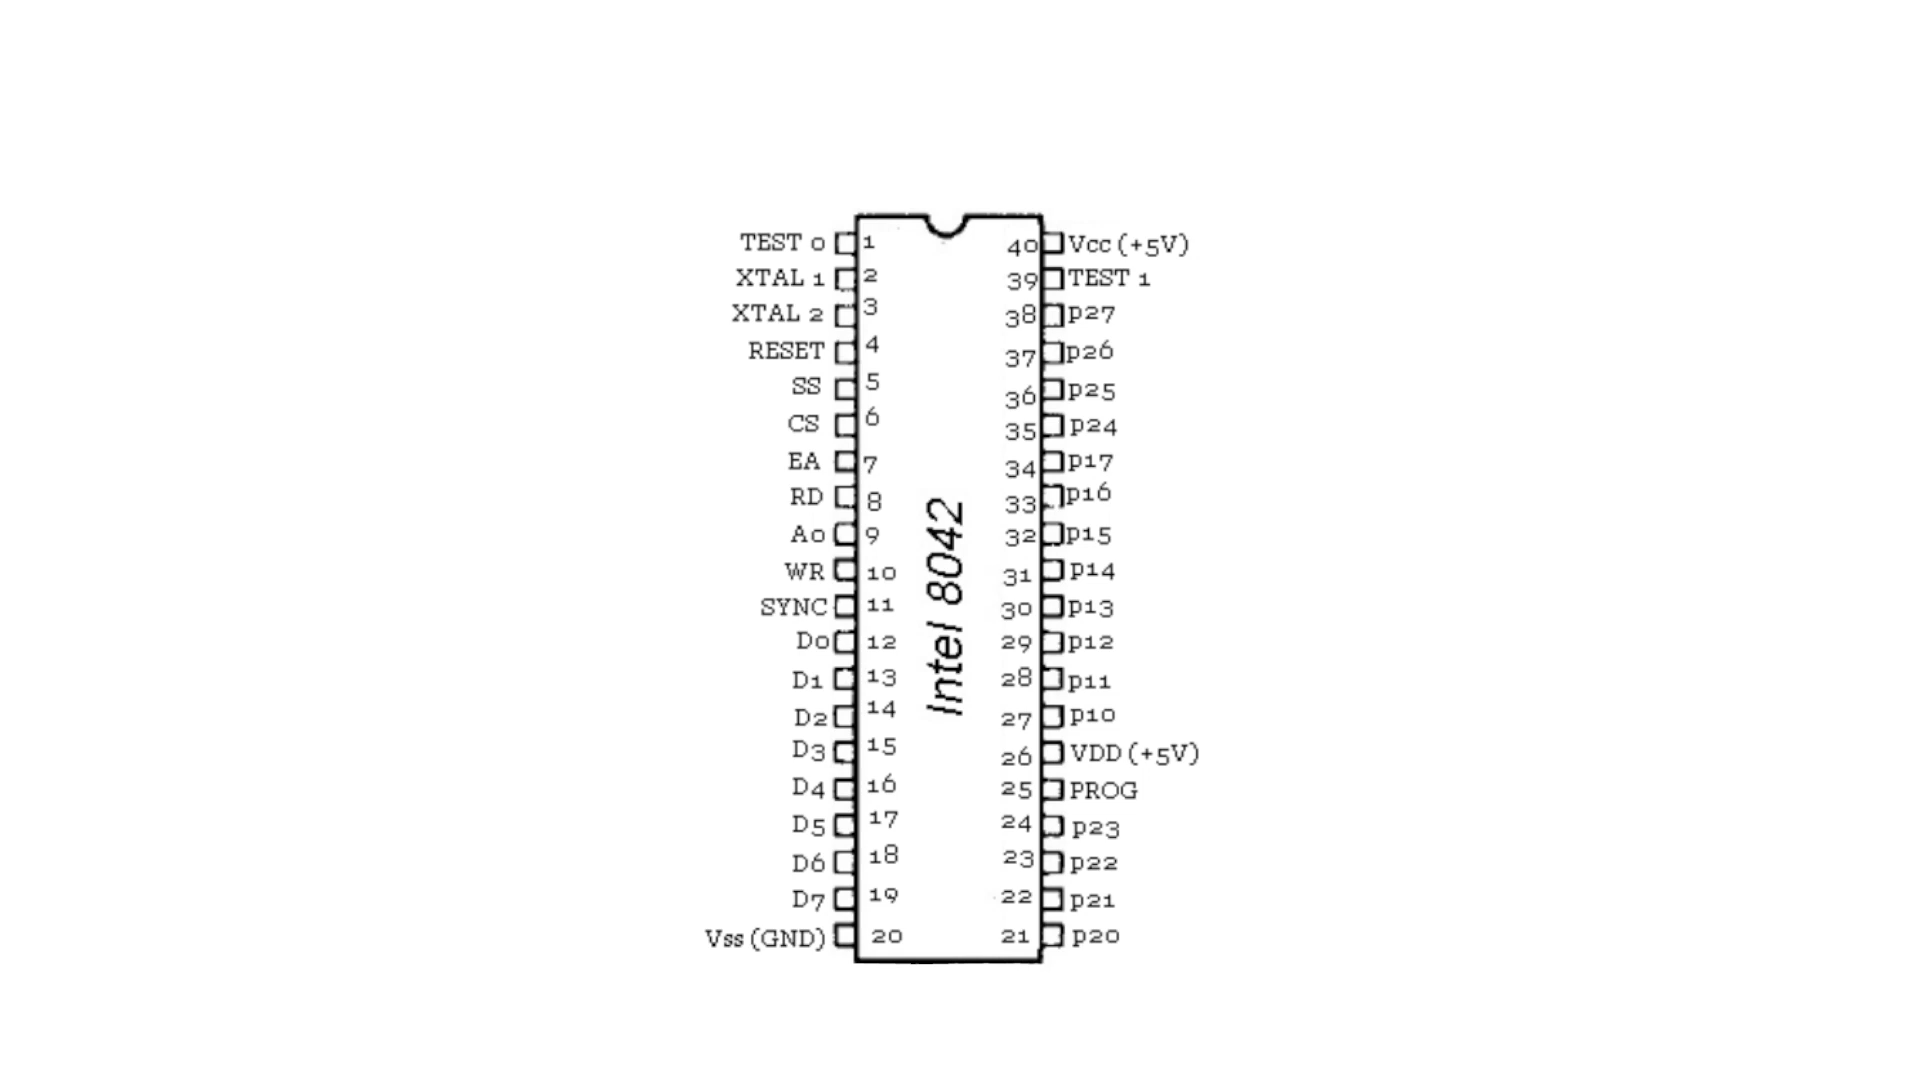 TEST 0 1 40 Vcc (+5V)
XTAL 1 2 39 TEST 1
XTAL 2 3 38 p27
RESET 4 37 p26
SS 5 36 p25
CS 6 35 p24
EA 7 34 p17
RD 8 33 p16
A0 9 32 p15
WR 10 31 p14
SYNC 11 30 p13
D0 12 29 p12
D1 13 28 p11
D2 14 27 p10
D3 15 26 VDD (+5V)
D4 16 25 PROG
D5 17 24 p23
D6 18 23 p22
D7 19 22 p21
Vss (GND) 20 21 p20
Intel 8042